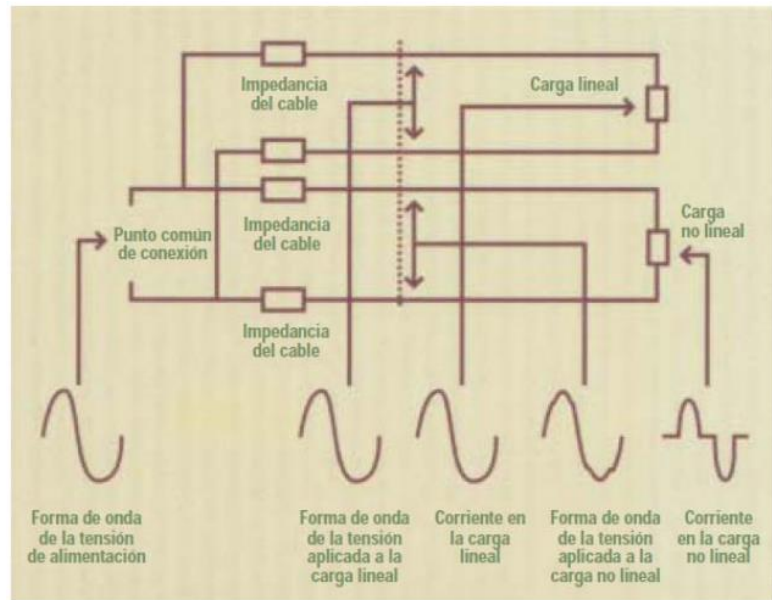 Impedancia
del cable
Carga lineal
Impedancia
del cable
Carga
no lineal
Punto común
de conexión
Impedancia
del cable
Forma de onda
de la tensión
de alimentación
Forma de onda
de la tensión
aplicada a la
carga lineal
Corriente en
la carga
lineal
Forma de onda
de la tensión
aplicada a la
carga no lineal
Corriente
en la carga
no lineal